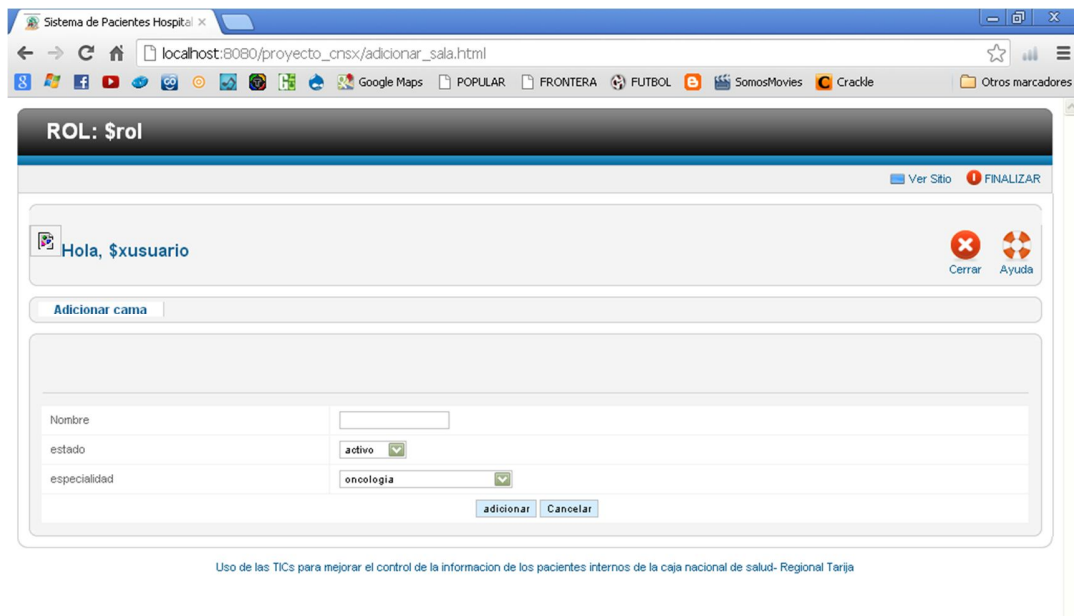 Sistema de Pacientes Hospital
localhost:8080/proyecto_cnsx/adicionar_sala.html
Google Maps POPULAR FRONTERA FUTBOL SomosMovies Crackle Otros marcadores
ROL: $rol
Ver Sitio FINALIZAR
Hola, $xusuario
Cerrar Ayuda
Adicionar cama
Nombre
estado activo
especialidad oncologia
adicionar Cancelar
Uso de las TICs para mejorar el control de la informacion de los pacientes internos de la caja nacional de salud- Regional Tarija